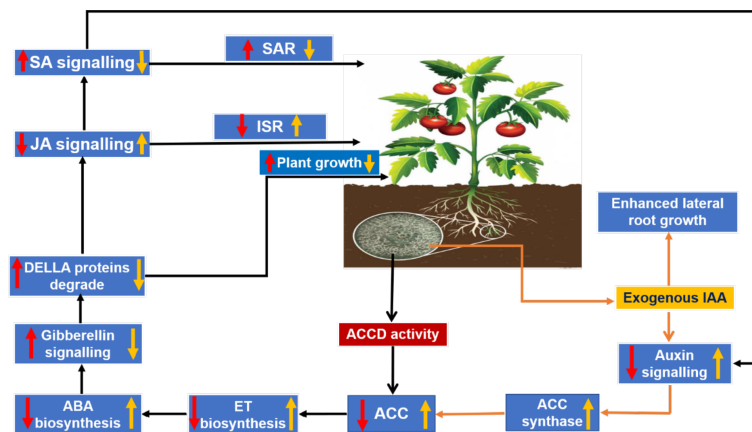 SAR
SA signalling
ISR
JA signalling
Plant growth
Enhanced lateral
root growth
DELLA proteins
degrade
Exogenous IAA
Gibberellin
signalling
ACCD activity
Auxin
signalling
ABA
biosynthesis
ET
biosynthesis
ACC
ACC
synthase